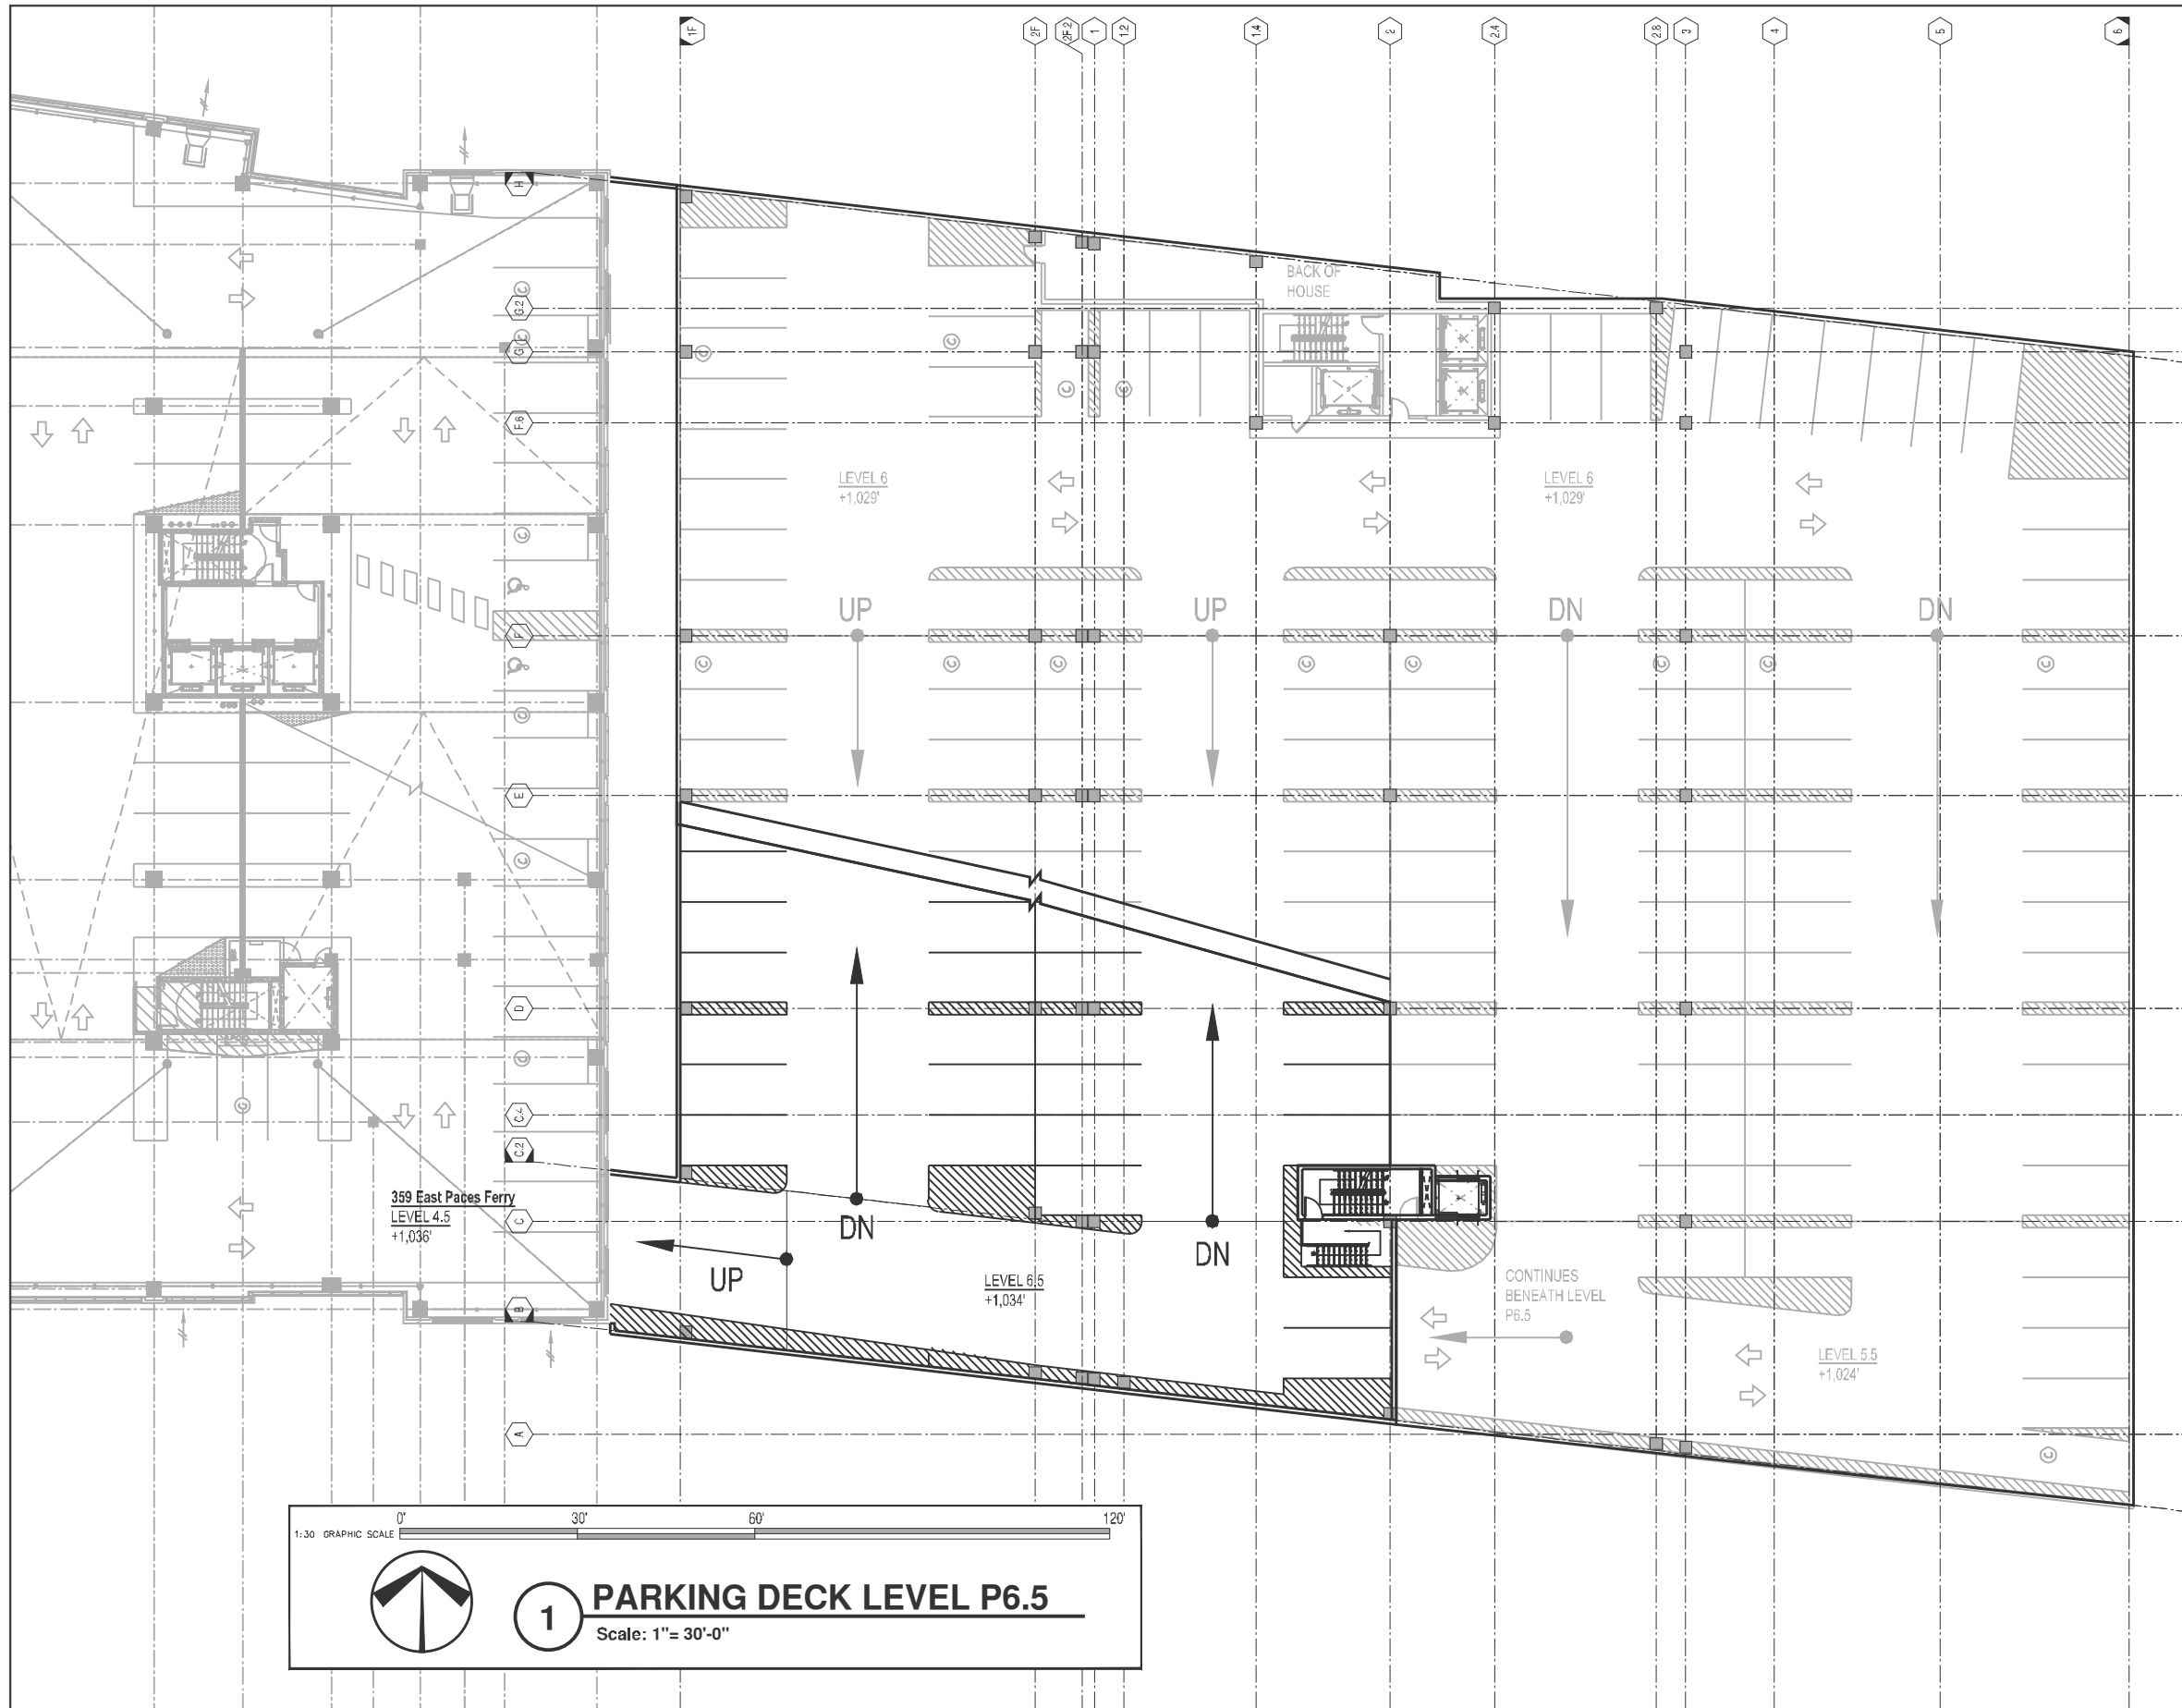 1F
2F
2F.2
1
1.2
1.4
2
2.4
2.8
3
4
5
6
H
BACK OF
HOUSE
C
G.2
C
G
C
C
C
C
F.6
LEVEL 6
+1,029'
LEVEL 6
+1,029'
C
UP
UP
DN
DN
F
C
C
C
C
C
C
C
C
C
E
C
D
C
C
C.4
C.2
359 East Paces Ferry
LEVEL 4.5
+1,036'
C
DN
DN
UP
LEVEL 6.5
+1,034'
CONTINUES
BENEATH LEVEL
P6.5
B
LEVEL 5.5
+1,024'
A
C
0' 30' 60' 120'
1:30 GRAPHIC SCALE
1 PARKING DECK LEVEL P6.5
Scale: 1"= 30'-0"